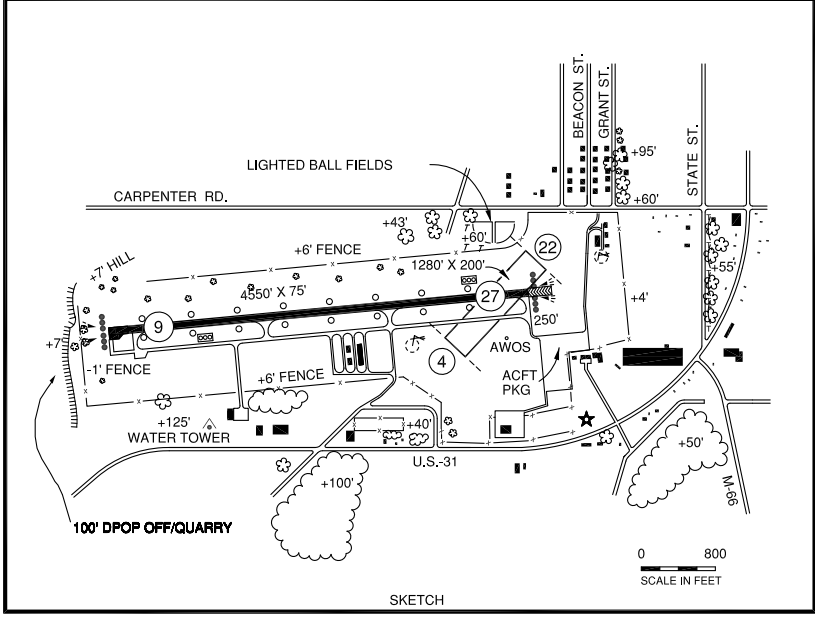 BEACON ST.
GRANT ST.
STATE ST.
+95'
+60'
LIGHTED BALL FIELDS
CARPENTER RD.
+43'
+60'
22
+6' FENCE
+55'
1280' X 200'
+7' HILL
4550' X 75'
27
+4'
9
250'
+7'
AWOS
4
-1' FENCE
+6' FENCE
ACFT
PKG
+125'
WATER TOWER
+40'
+50'
U.S.-31
+100'
M-66
100' DPOP OFF/QUARRY
0 800
SCALE IN FEET
SKETCH